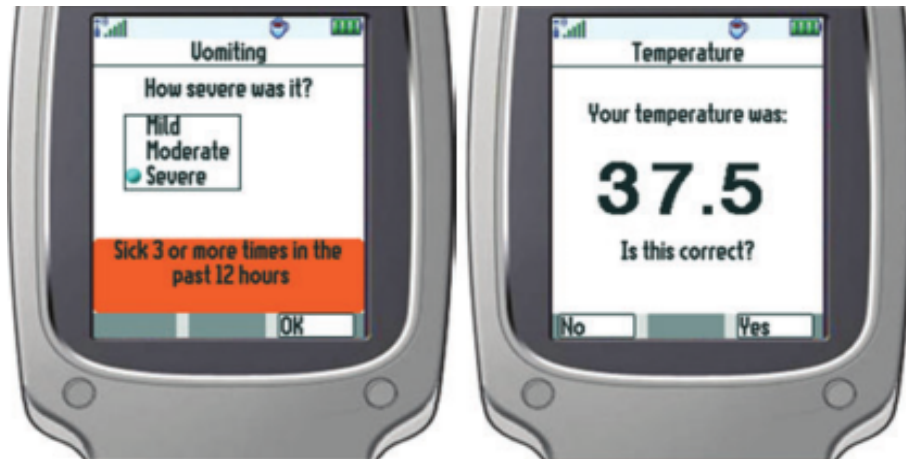 Vomiting
How severe was it?
Mild
Moderate
Severe
Sick 3 or more times in the
past 12 hours
OK
Temperature
Your temperature was:
37.5
Is this correct?
No
Yes